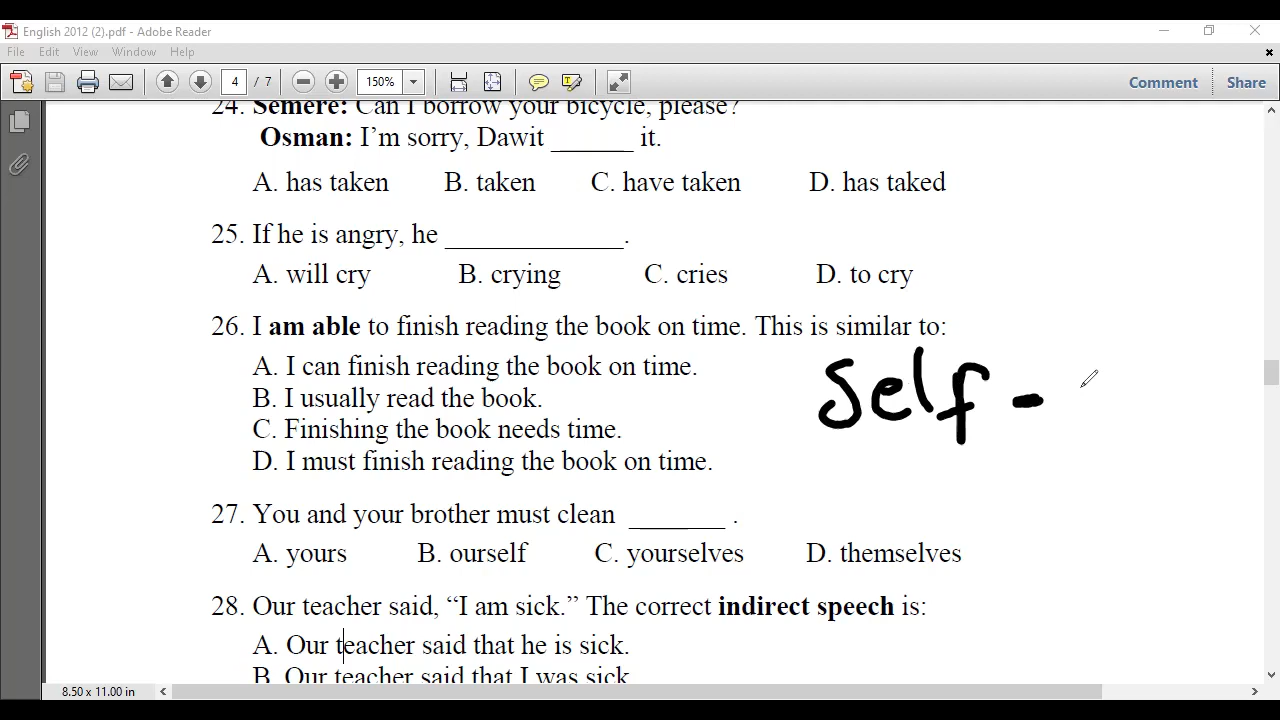 English 2012 (2).pdf - Adobe Reader
File Edit View Window Help
4 / 7 150% Comment Share
24. Semere: Can I borrow your bicycle, please?
Osman: I'm sorry, Dawit ______ it.
A. has taken B. taken C. have taken D. has taked
25. If he is angry, he _____________.
A. will cry B. crying C. cries D. to cry
26. I am able to finish reading the book on time. This is similar to:
A. I can finish reading the book on time.
B. I usually read the book.
C. Finishing the book needs time.
D. I must finish reading the book on time.
Self -
27. You and your brother must clean _______ .
A. yours B. ourself C. yourselves D. themselves
28. Our teacher said, “I am sick.” The correct indirect speech is:
A. Our teacher said that he is sick.
B. Our teacher said that I was sick.
8.50 x 11.00 in